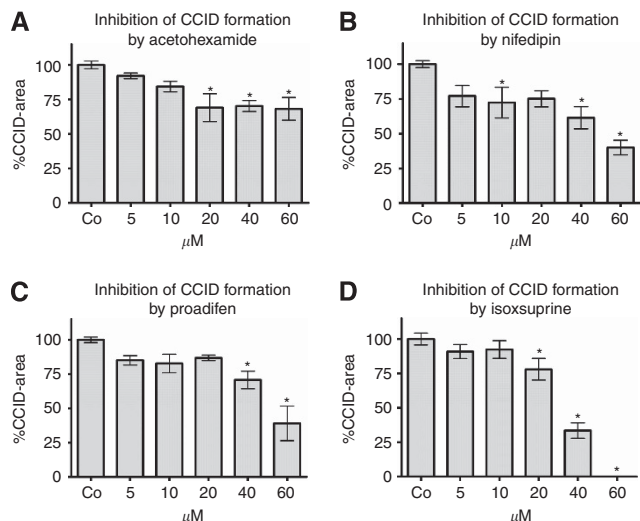 A
Inhibition of CCID formation
by acetohexamide
%CCID-area
100
75
50
25
0
* * *
Co 5 10 20 40 60
μM
B
Inhibition of CCID formation
by nifedipin
%CCID-area
100
75
50
25
0
* * *
Co 5 10 20 40 60
μM
C
Inhibition of CCID formation
by proadifen
%CCID-area
100
75
50
25
0
* *
Co 5 10 20 40 60
μM
D
Inhibition of CCID formation
by isoxsuprine
%CCID-area
100
75
50
25
0
* * *
Co 5 10 20 40 60
μM